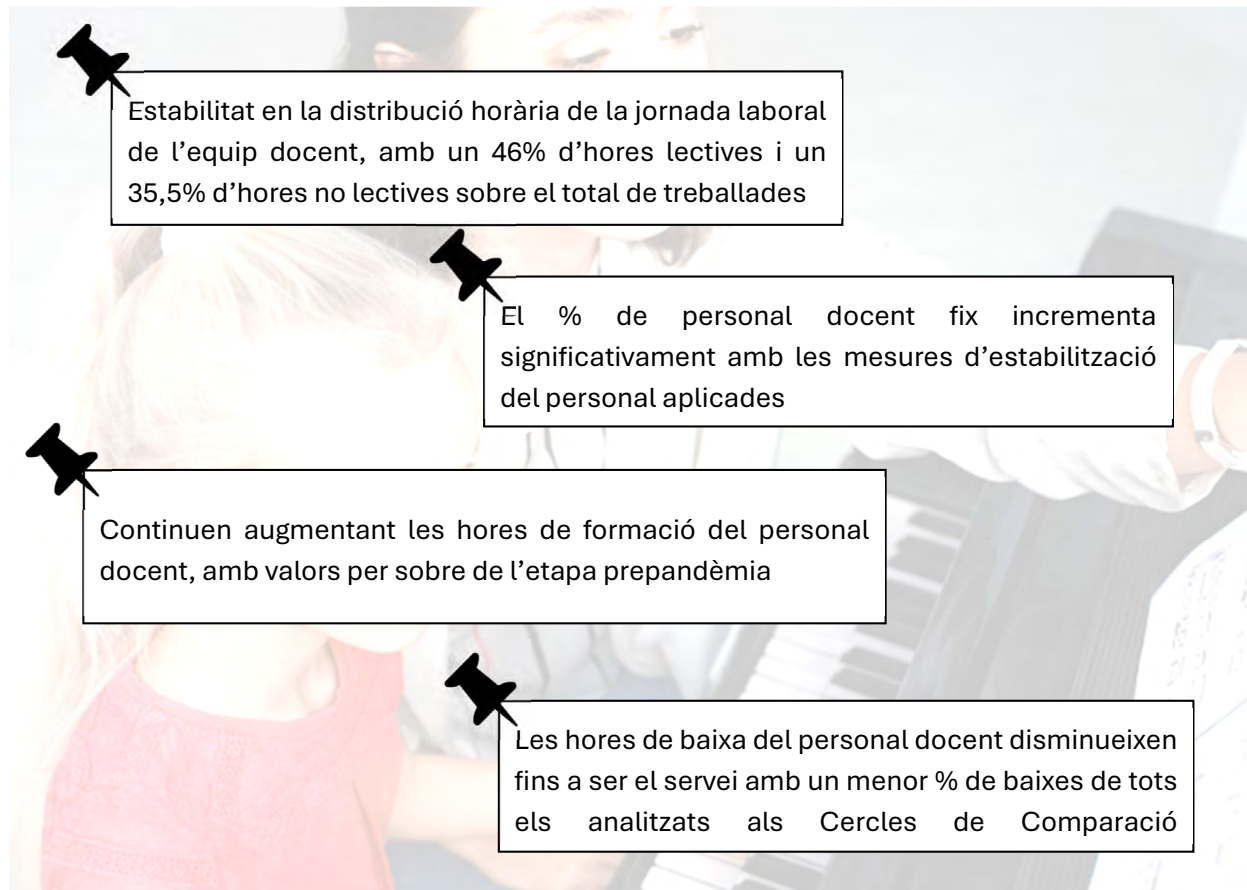 Estabilitat en la distribució horària de la jornada laboral
de l’equip docent, amb un 46% d’hores lectives i un
35,5% d’hores no lectives sobre el total de treballades
El % de personal docent fix incrementa
significativament amb les mesures d’estabilització
del personal aplicades
Continuen augmentant les hores de formació del personal
docent, amb valors per sobre de l’etapa prepandèmia
Les hores de baixa del personal docent disminueixen
fins a ser el servei amb un menor % de baixes de tots
els analitzats als Cercles de Comparació